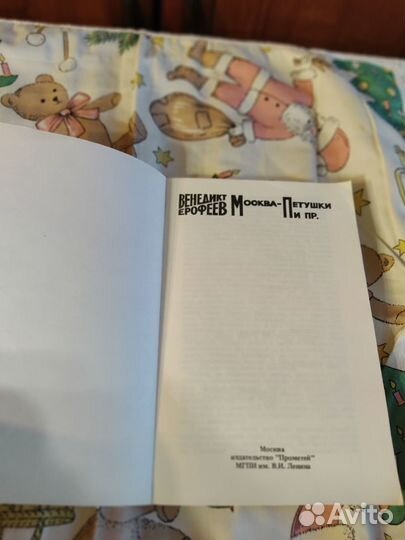 ВЕНЕДИКТ
ЕРОФЕЕВ
МОСКВА-ПЕТУШКИ
И ПР.
Москва
издательство "Прометей"
МГПИ им. В.И. Ленина
Avito